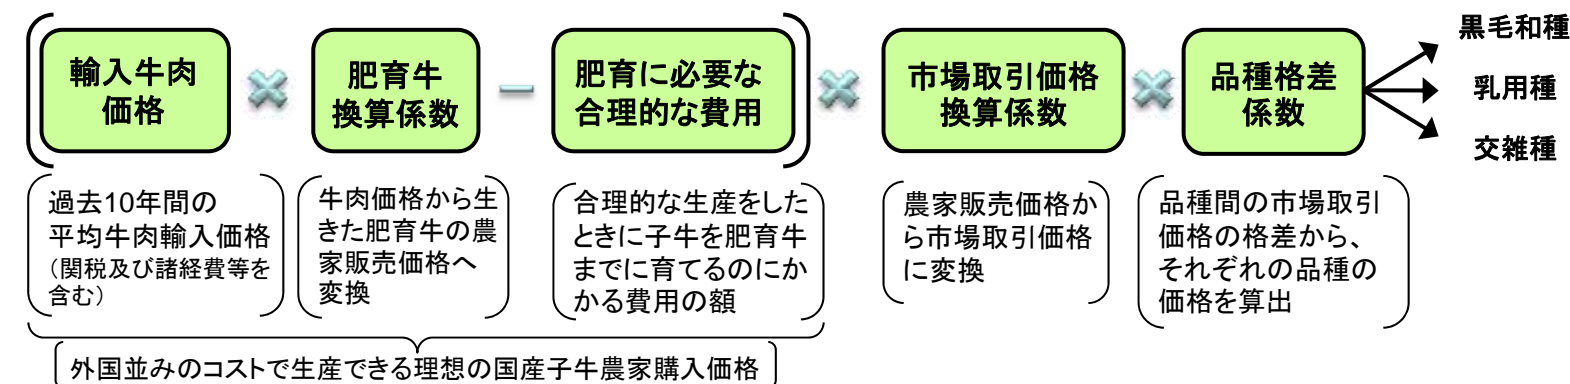 輸入牛肉
価格
×
肥育牛
換算係数
－
肥育に必要な
合理的な費用
×
市場取引価格
換算係数
×
品種格差
係数
黒毛和種
乳用種
交雑種
過去10年間の
平均牛肉輸入価格
（関税及び諸経費等を
含む）
牛肉価格から生
きた肥育牛の農
家販売価格へ
変換
合理的な生産をした
ときに子牛を肥育牛
までに育てるのにか
かる費用の額
農家販売価格か
ら市場取引価格
に変換
品種間の市場取引
価格の格差から、
それぞれの品種の
価格を算出
外国並みのコストで生産できる理想の国産子牛農家購入価格